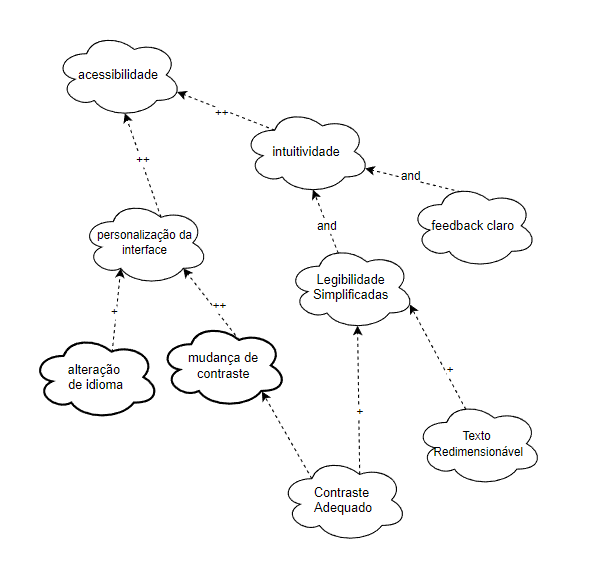 acessibilidade
++
intuitividade
++
and
feedback claro
personalização da
interface
and
Legibilidade
Simplificadas
+
++
alteração
de idioma
mudança de
contraste
+
+
Texto
Redimensionável
Contraste
Adequado